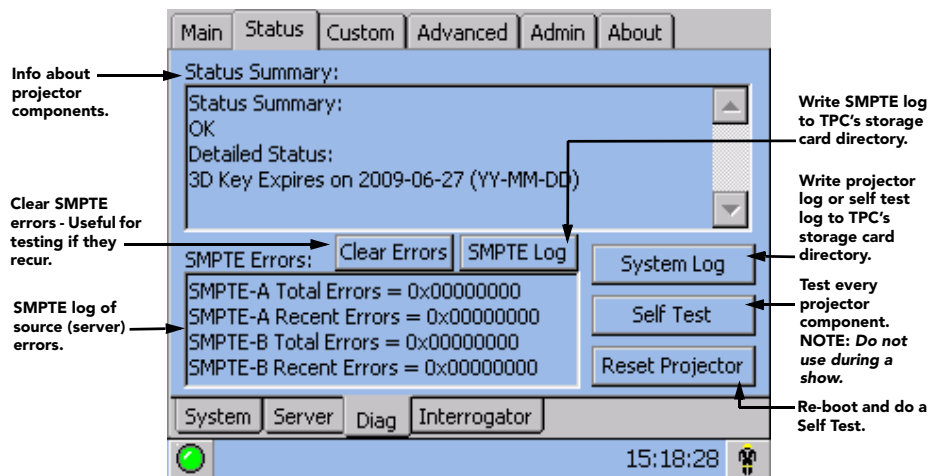 Main Status Custom Advanced Admin About
Info about
projector
components.
Status Summary:
Status Summary:
OK
Detailed Status:
3D Key Expires on 2009-06-27 (YY-MM-DD)
Write SMPTE log
to TPC's storage
card directory.
Clear SMPTE
errors - Useful for
testing if they
recur.
Write projector
log or self test
log to TPC's
storage card
directory.
SMPTE Errors: Clear Errors SMPTE Log System Log
SMPTE log of
source (server)
errors.
SMPTE-A Total Errors = 0x00000000
SMPTE-A Recent Errors = 0x00000000
SMPTE-B Total Errors = 0x00000000
SMPTE-B Recent Errors = 0x00000000
Self Test
Test every
projector
component.
NOTE: Do not
use during a
show.
Reset Projector
Re-boot and do a
Self Test.
System Server Diag Interrogator
15:18:28